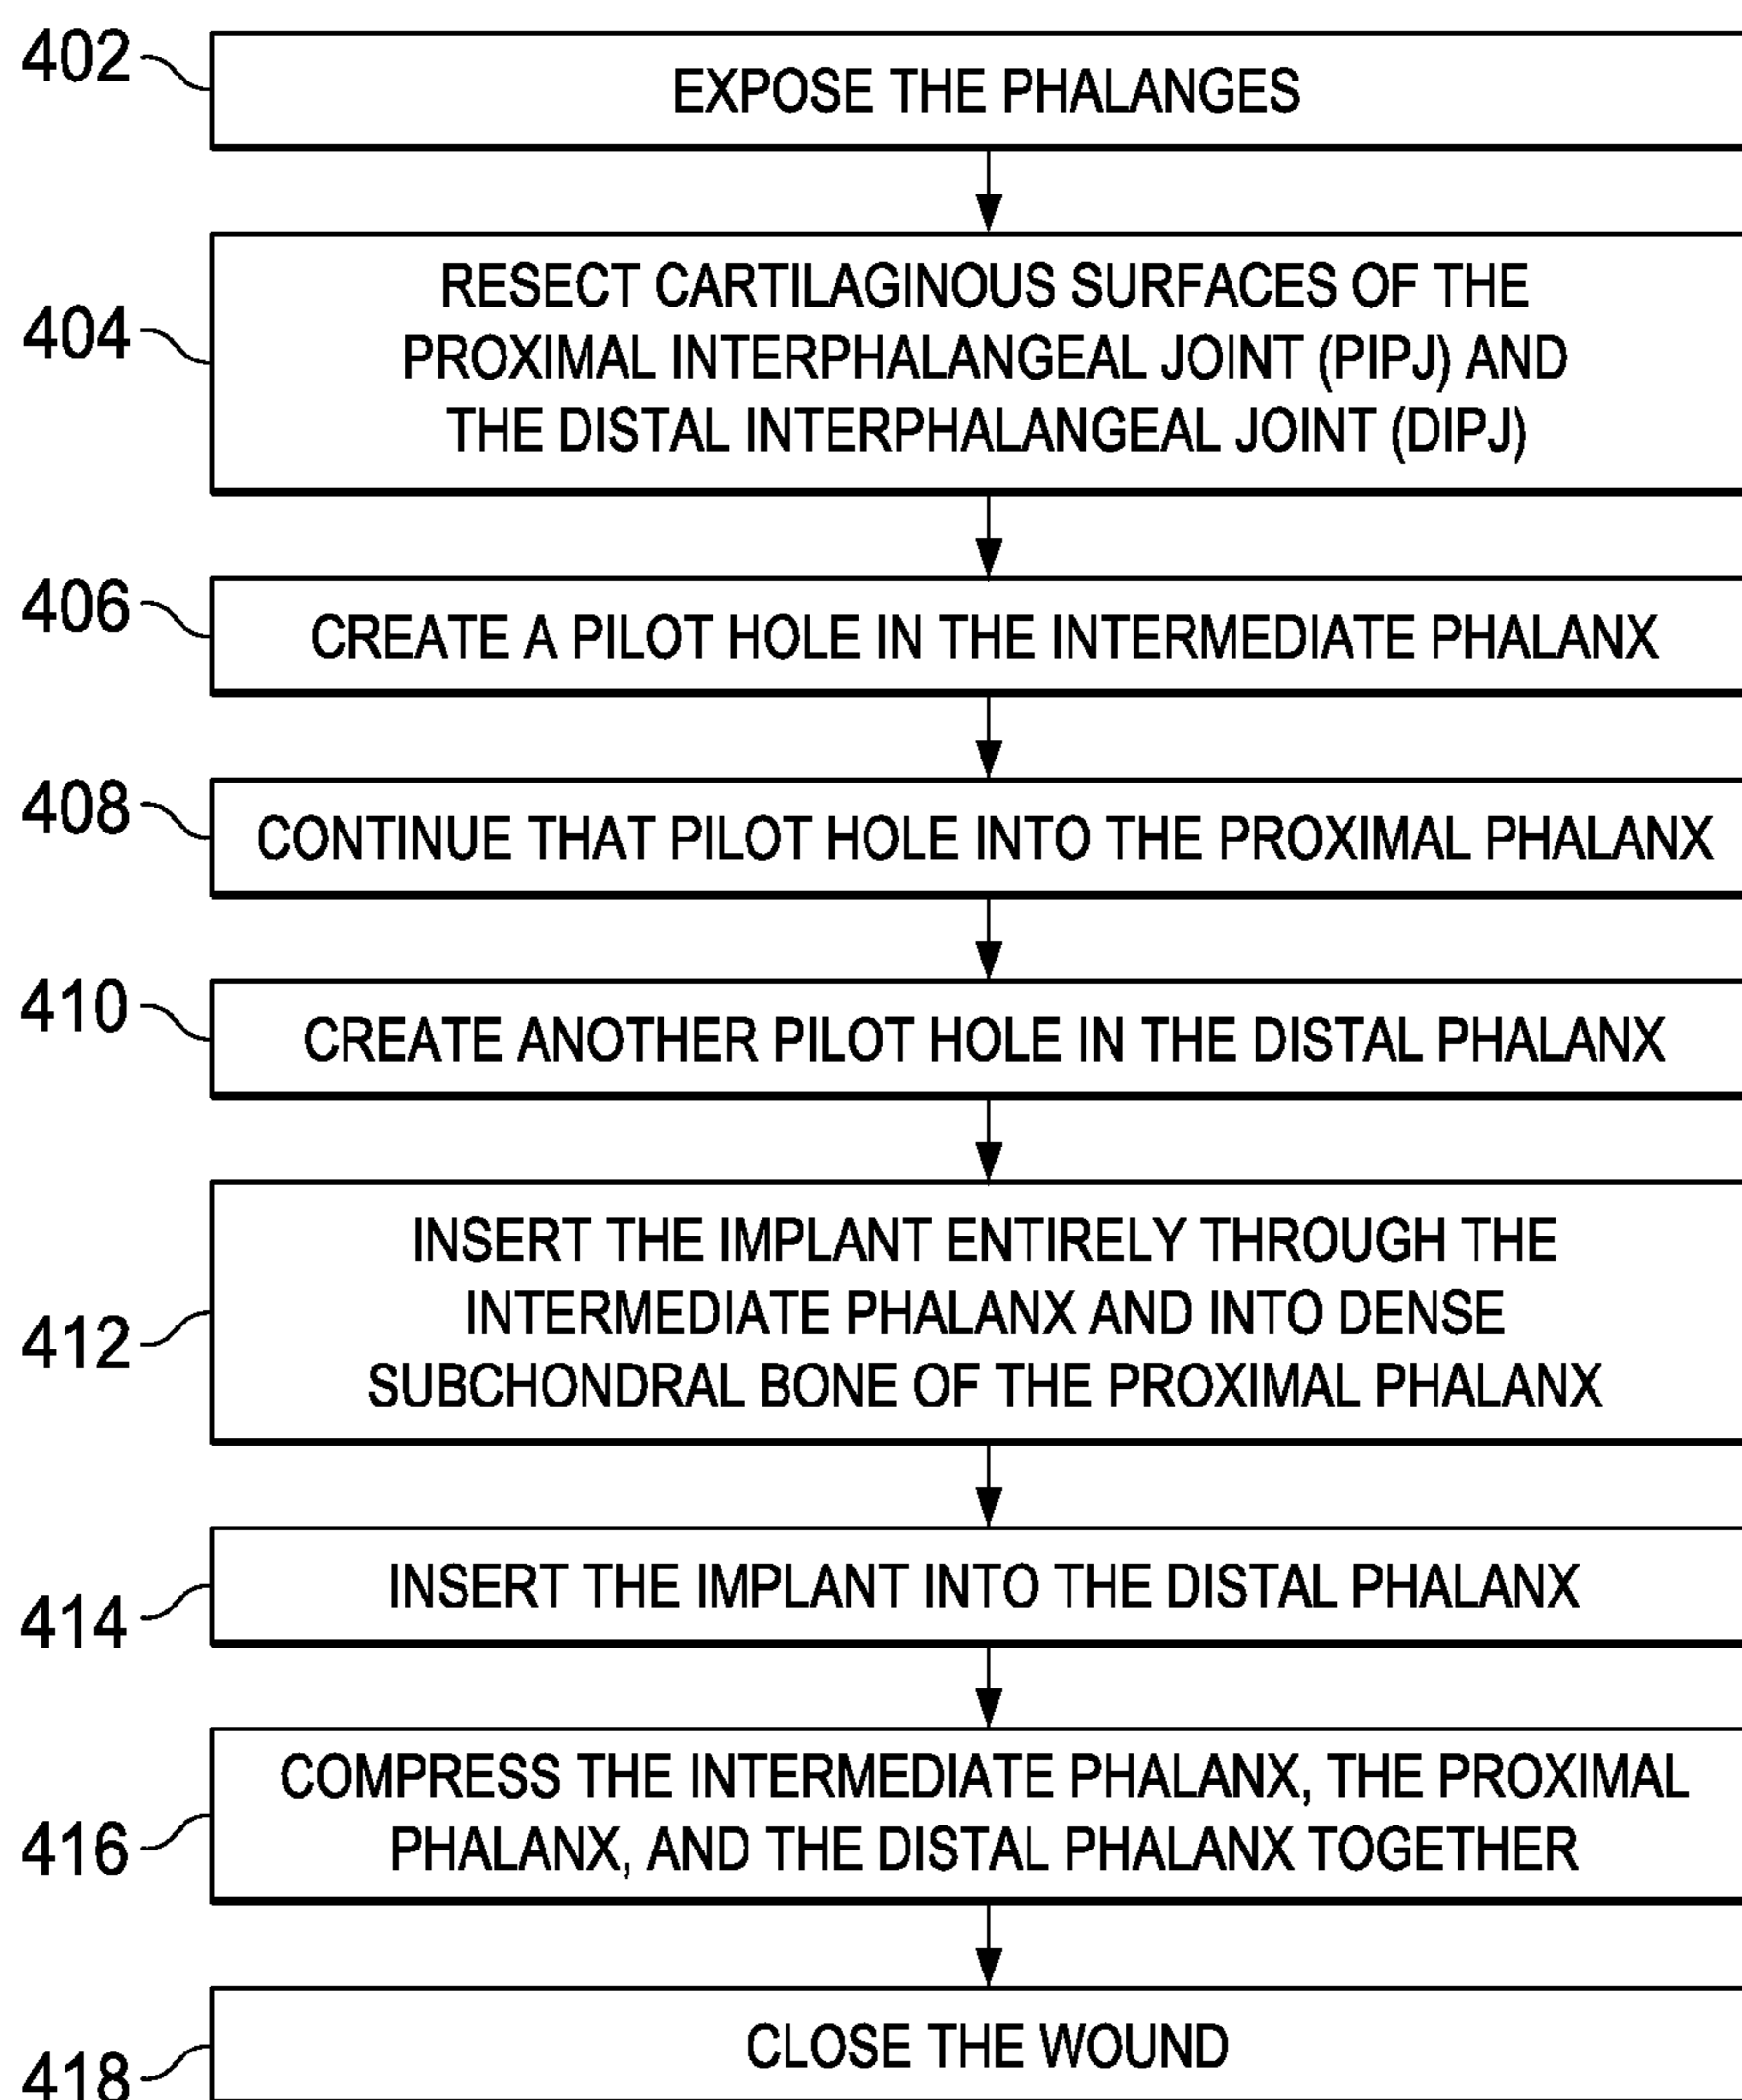 402
EXPOSE THE PHALANGES
404
RESECT CARTILAGINOUS SURFACES OF THE
PROXIMAL INTERPHALANGEAL JOINT (PIPJ) AND
THE DISTAL INTERPHALANGEAL JOINT (DIPJ)
406
CREATE A PILOT HOLE IN THE INTERMEDIATE PHALANX
408
CONTINUE THAT PILOT HOLE INTO THE PROXIMAL PHALANX
410
CREATE ANOTHER PILOT HOLE IN THE DISTAL PHALANX
412
INSERT THE IMPLANT ENTIRELY THROUGH THE
INTERMEDIATE PHALANX AND INTO DENSE
SUBCHONDRAL BONE OF THE PROXIMAL PHALANX
414
INSERT THE IMPLANT INTO THE DISTAL PHALANX
416
COMPRESS THE INTERMEDIATE PHALANX, THE PROXIMAL
PHALANX, AND THE DISTAL PHALANX TOGETHER
418
CLOSE THE WOUND